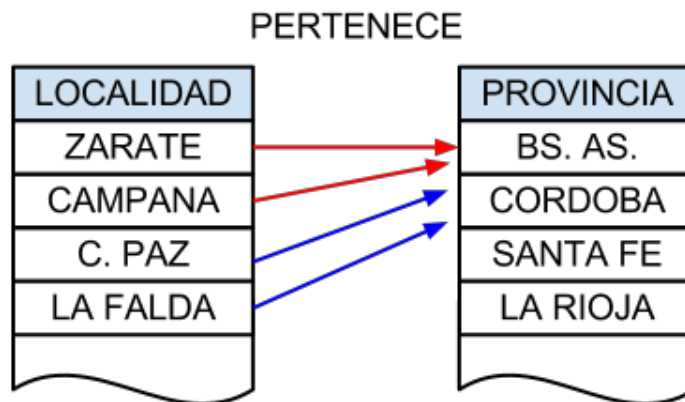 PERTENECE
LOCALIDAD
ZARATE
CAMPANA
C. PAZ
LA FALDA
PROVINCIA
BS. AS.
CORDOBA
SANTA FE
LA RIOJA